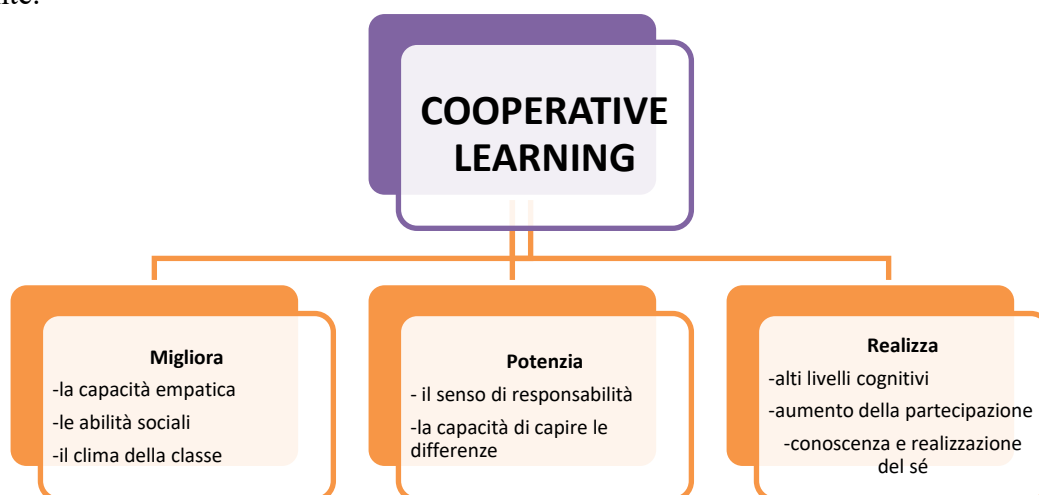 COOPERATIVE
LEARNING
Migliora
-la capacità empatica
-le abilità sociali
-il clima della classe
Potenzia
- il senso di responsabilità
-la capacità di capire le
differenze
Realizza
-alti livelli cognitivi
-aumento della partecipazione
-conoscenza e realizzazione
del sé